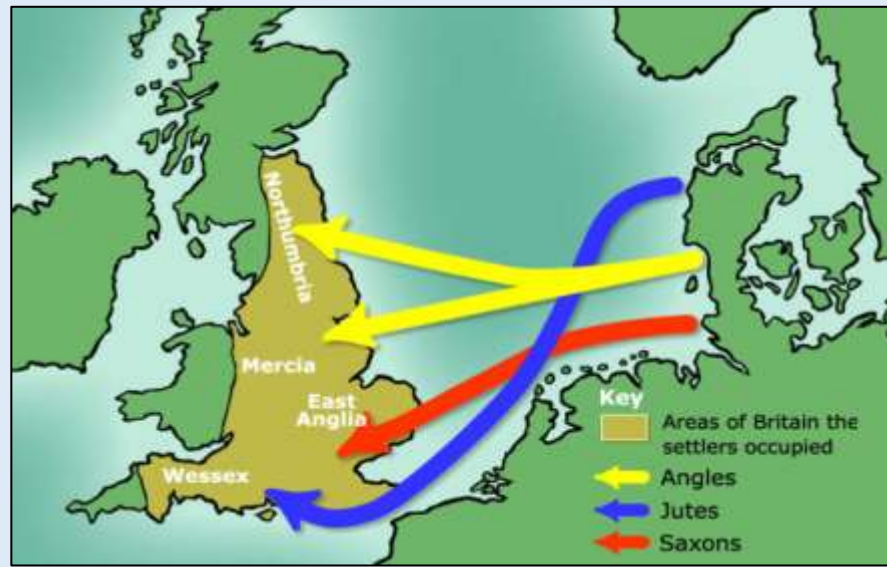 Northumbria
Mercia
East
Anglia
Wessex
Key
Areas of Britain the
settlers occupied
Angles
Jutes
Saxons